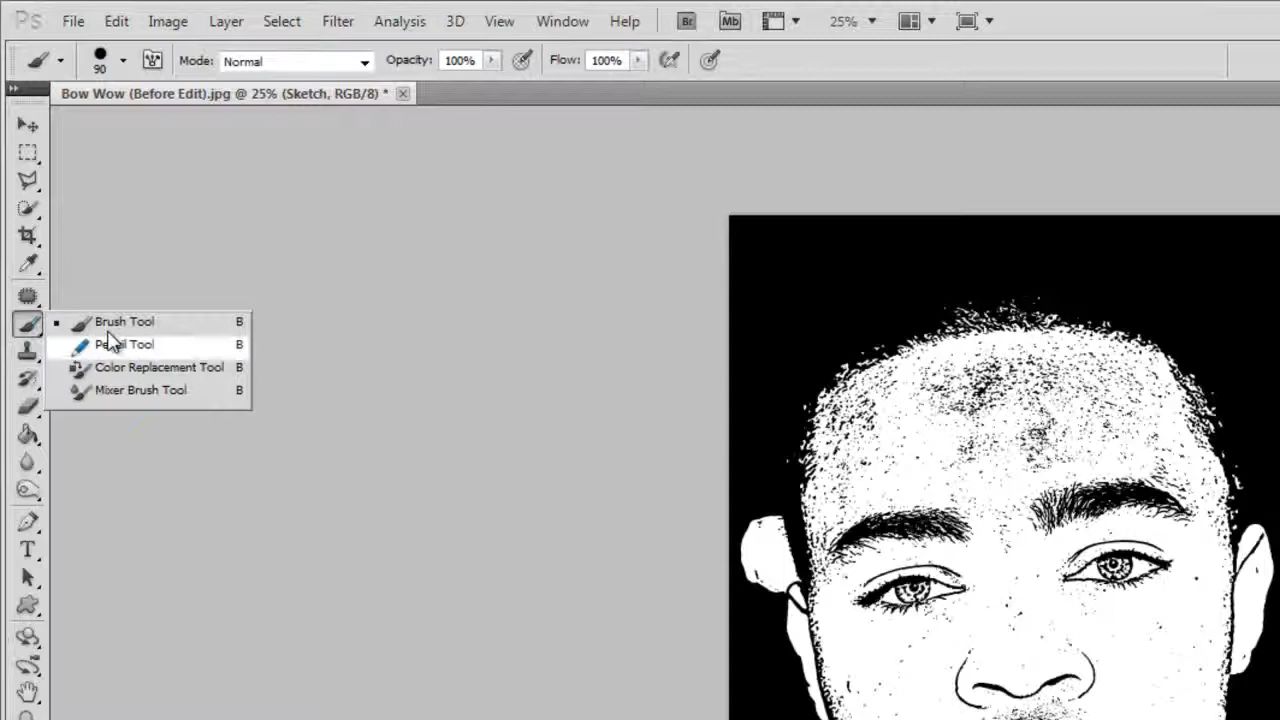 Ps File Edit Image Layer Select Filter Analysis 3D View Window Help Br Mb 25%
90 Mode: Normal Opacity: 100% Flow: 100%
Bow Wow (Before Edit).jpg @ 25% (Sketch, RGB/8) *
Brush Tool B
Pencil Tool B
Color Replacement Tool B
Mixer Brush Tool B
T